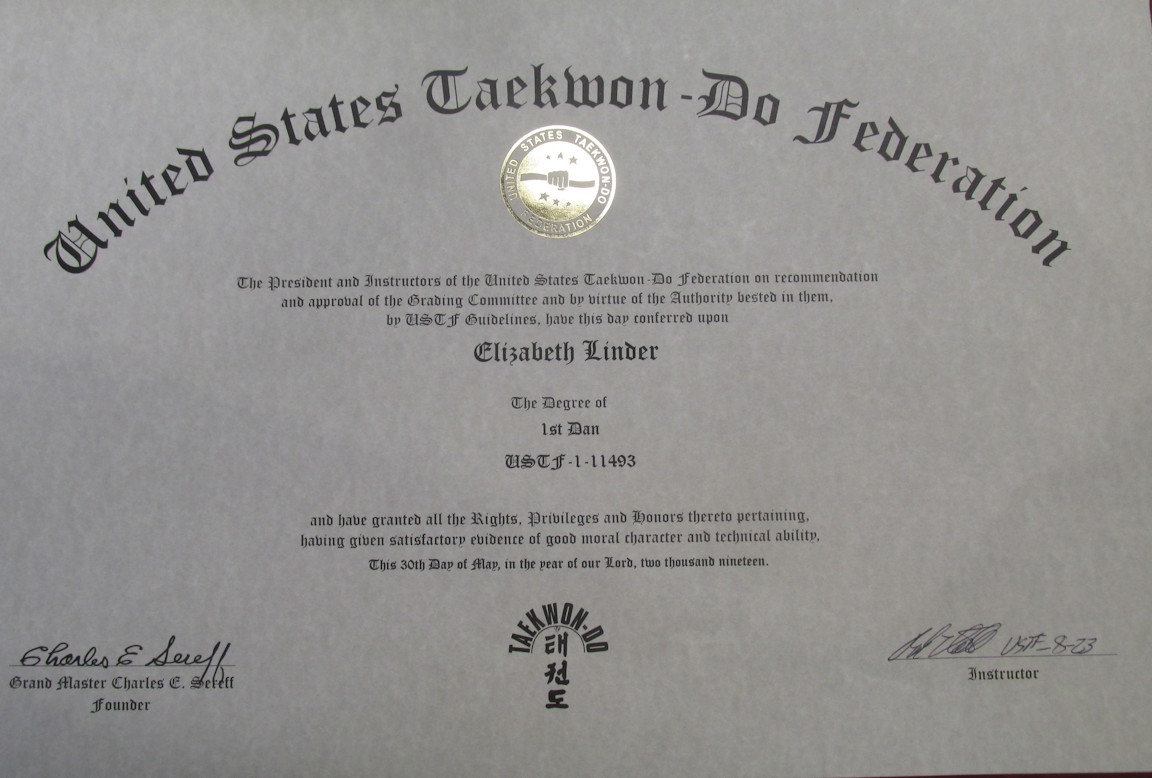 United States Taekwon-Do Federation
UNITED STATES TAEKWON-DO
FEDERATION
The President and Instructors of the United States Taekwon-Do Federation on recommendation
and approval of the Grading Committee and by virtue of the Authority vested in them,
by USTF Guidelines, have this day conferred upon
Elizabeth Linder
The Degree of
1st Dan
USTF-1-11493
and have granted all the Rights, Privileges and Honors thereto pertaining,
having given satisfactory evidence of good moral character and technical ability,
This 30th Day of May, in the year of our Lord, two thousand nineteen.
TAEKWON-DO
태
권
도
Charles E Sereff
Grand Master Charles E. Sereff
Founder
USTF-8-23
Instructor